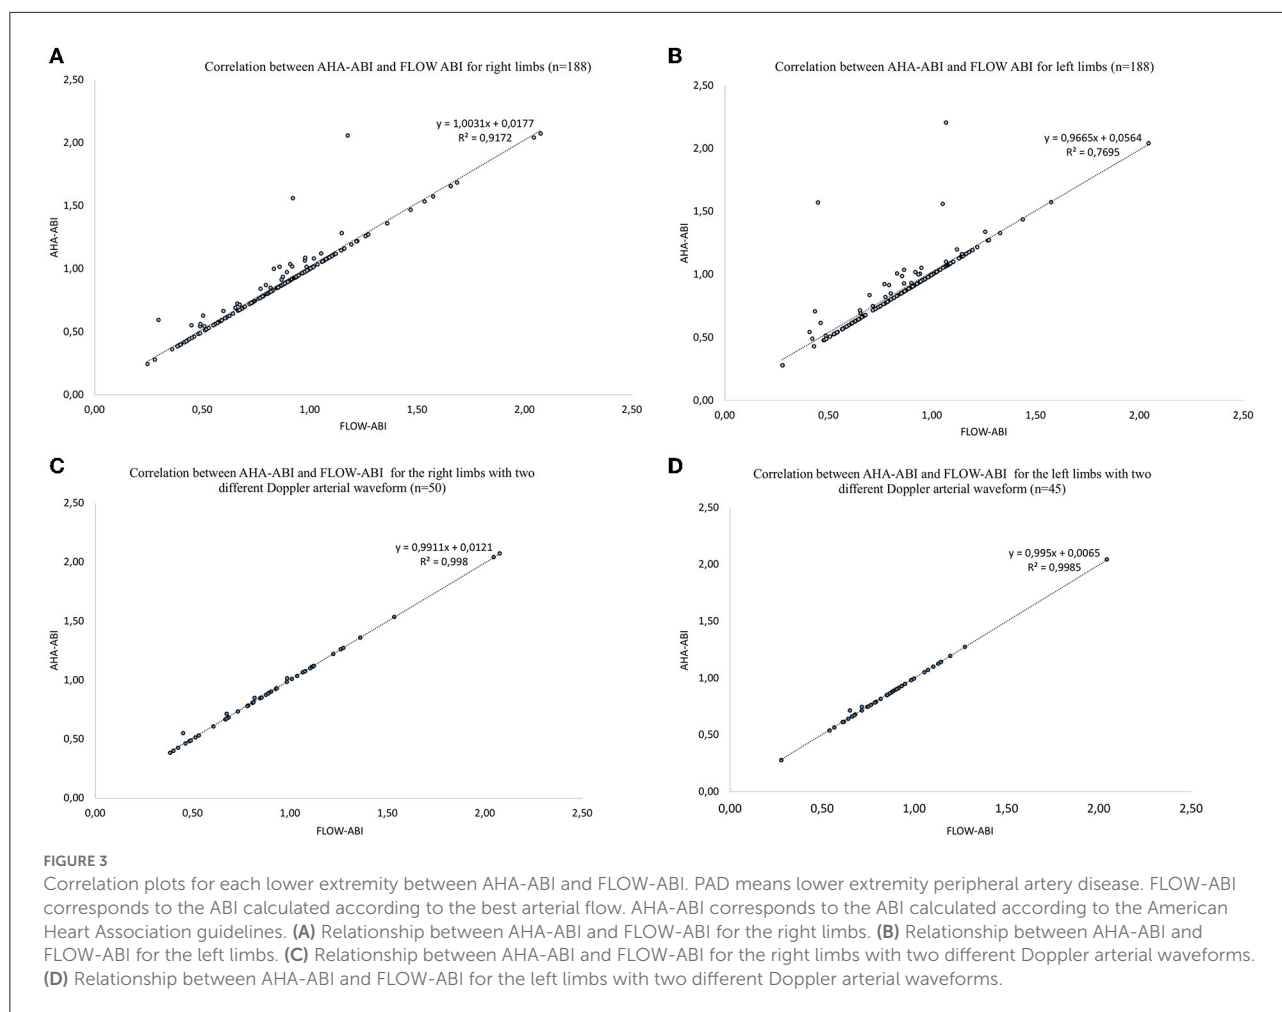 A
Correlation between AHA-ABI and FLOW ABI for right limbs (n=188)
2,50
2,00
1,50
1,00
0,50
0,00
AHA-ABI
y = 1,0031x + 0,0177
R² = 0,9172
0,00 0,50 1,00 1,50 2,00 2,50
FLOW-ABI
B
Correlation between AHA-ABI and FLOW ABI for left limbs (n=188)
2,50
2,00
1,50
1,00
0,50
0,00
AHA-ABI
y = 0,9665x + 0,0564
R² = 0,7695
0,00 0,50 1,00 1,50 2,00 2,50
FLOW-ABI
C
Correlation between AHA-ABI and FLOW-ABI for the right limbs with two
different Doppler arterial waveform (n=50)
2,50
2,00
1,50
1,00
0,50
0,00
AHA-ABI
y = 0,9911x + 0,0121
R² = 0,998
0,00 0,50 1,00 1,50 2,00 2,50
FLOW-ABI
D
Correlation between AHA-ABI and FLOW-ABI for the left limbs with two
different Doppler arterial waveform (n=45)
2,50
2,00
1,50
1,00
0,50
0,00
AHA-ABI
y = 0,995x + 0,0065
R² = 0,9985
0,00 0,50 1,00 1,50 2,00 2,50
FLOW-ABI
FIGURE 3
Correlation plots for each lower extremity between AHA-ABI and FLOW-ABI. PAD means lower extremity peripheral artery disease. FLOW-ABI
corresponds to the ABI calculated according to the best arterial flow. AHA-ABI corresponds to the ABI calculated according to the American
Heart Association guidelines. (A) Relationship between AHA-ABI and FLOW-ABI for the right limbs. (B) Relationship between AHA-ABI and
FLOW-ABI for the left limbs. (C) Relationship between AHA-ABI and FLOW-ABI for the right limbs with two different Doppler arterial waveforms.
(D) Relationship between AHA-ABI and FLOW-ABI for the left limbs with two different Doppler arterial waveforms.